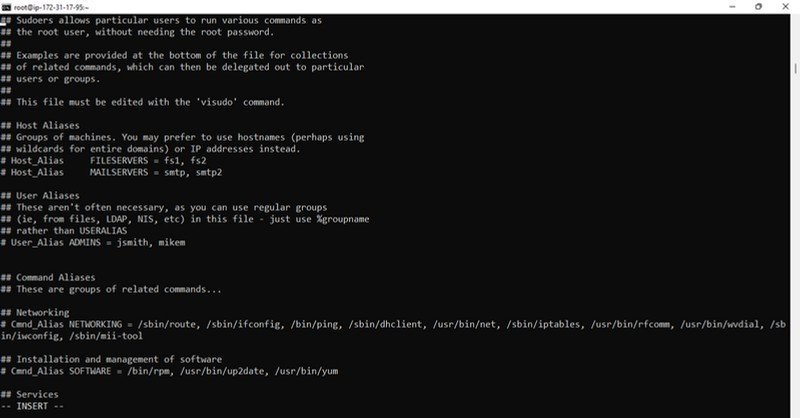 root@ip-172-31-17-95:~
## Sudoers allows particular users to run various commands as
## the root user, without needing the root password.
##
## Examples are provided at the bottom of the file for collections
## of related commands, which can then be delegated out to particular
## users or groups.
##
## This file must be edited with the 'visudo' command.

## Host Aliases
## Groups of machines. You may prefer to use hostnames (perhaps using
## wildcards for entire domains) or IP addresses instead.
# Host_Alias     FILESERVERS = fs1, fs2
# Host_Alias     MAILSERVERS = smtp, smtp2

## User Aliases
## These aren't often necessary, as you can use regular groups
## (ie, from files, LDAP, NIS, etc) in this file - just use %groupname
## rather than USERALIAS
# User_Alias ADMINS = jsmith, mikem


## Command Aliases
## These are groups of related commands...

## Networking
# Cmnd_Alias NETWORKING = /sbin/route, /sbin/ifconfig, /bin/ping, /sbin/dhclient, /usr/bin/net, /sbin/iptables, /usr/bin/rfcomm, /usr/bin/wvdial, /sb
in/iwconfig, /sbin/mii-tool

## Installation and management of software
# Cmnd_Alias SOFTWARE = /bin/rpm, /usr/bin/up2date, /usr/bin/yum

## Services
-- INSERT --